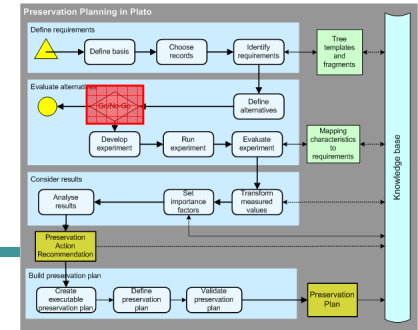 Preservation Planning in Plato
Define requirements
Define basis
Choose
records
Identify
requirements
Tree
templates
and
fragments
Evaluate alternatives
Go/No-Go
Define
alternatives
Develop
experiment
Run
experiment
Evaluate
experiment
Mapping
characteristics
to
requirements
Knowledge base
Consider results
Analyse
results
Set
importance
factors
Transform
measured
values
Preservation
Action
Recommendation
Build preservation plan
Create
executable
preservation plan
Define
preservation
plan
Validate
preservation
plan
Preservation
Plan